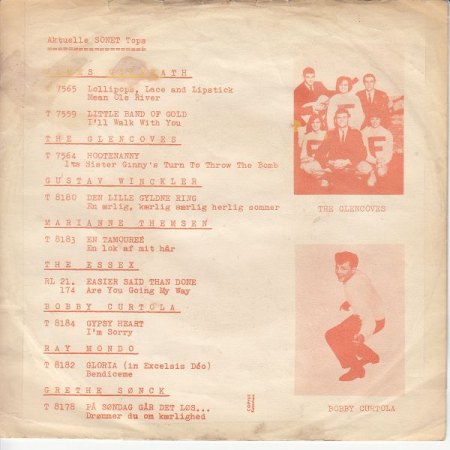 Aktuelle SONET Tops
T 7565 Lollipops, Lace and Lipstick
Mean Ole River
T 7559 LITTLE BAND OF GOLD
I'll Walk With You
THE GLENCOVES
T 7564 HOOTENANNY
Its Sister Ginny's Turn To Throw The Bomb
GUSTAV WINCKLER
T 8180 DEN LILLE GYLDNE RING
En ærlig, kærlig særlig herlig sommer
MARIANNE THEMSEN
T 8183 EN TAMOUREÉ
En lok af mit hår
THE ESSEX
RL 21. EASIER SAID THAN DONE
174 Are You Going My Way
BOBBY CURTOLA
T 8184 GYPSY HEART
I'm Sorry
RAY MONDO
T 8182 GLORIA (in Excelsis Déo)
Bendiceme
GRETHE SØNCK
T 8178 PÅ SØNDAG GÅR DET LØS...
Drømmer du om kærlighed
THE GLENCOVES
F
F
F
BOBBY CURTOLA